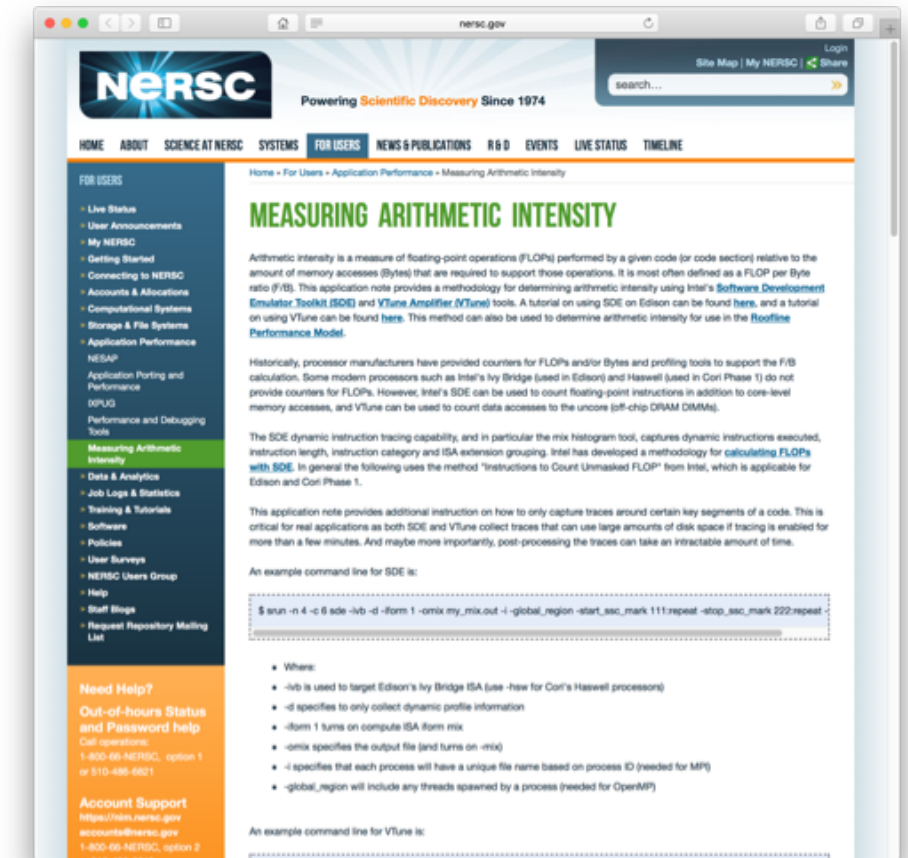 nersc.gov
Login
Site Map | My NERSC | Share
search...
NERSC
Powering Scientific Discovery Since 1974
HOME ABOUT SCIENCE AT NERSC SYSTEMS FOR USERS NEWS & PUBLICATIONS R & D EVENTS LIVE STATUS TIMELINE
FOR USERS
» Live Status
» User Announcements
» My NERSC
» Getting Started
» Connecting to NERSC
» Accounts & Allocations
» Computational Systems
» Storage & File Systems
» Application Performance
NESAP
Application Porting and
Performance
IXPUG
Performance and Debugging
Tools
Measuring Arithmetic
Intensity
» Data & Analytics
» Job Logs & Statistics
» Training & Tutorials
» Software
» Policies
» User Surveys
» NERSC Users Group
» Help
» Staff Blogs
» Request Repository Mailing
List
Need Help?
Out-of-hours Status
and Password help
Call operations:
1-800-66-NERSC, option 1
or 510-486-6821
Account Support
https://nim.nersc.gov
accounts@nersc.gov
1-800-66-NERSC, option 2
Home » For Users » Application Performance » Measuring Arithmetic Intensity
MEASURING ARITHMETIC INTENSITY
Arithmetic intensity is a measure of floating-point operations (FLOPs) performed by a given code (or code section) relative to the
amount of memory accesses (Bytes) that are required to support those operations. It is most often defined as a FLOP per Byte
ratio (F/B). This application note provides a methodology for determining arithmetic intensity using Intel's Software Development
Emulator Toolkit (SDE) and VTune Amplifier (VTune) tools. A tutorial on using SDE on Edison can be found here, and a tutorial
on using VTune can be found here. This method can also be used to determine arithmetic intensity for use in the Roofline
Performance Model.
Historically, processor manufacturers have provided counters for FLOPs and/or Bytes and profiling tools to support the F/B
calculation. Some modern processors such as Intel's Ivy Bridge (used in Edison) and Haswell (used in Cori Phase 1) do not
provide counters for FLOPs. However, Intel's SDE can be used to count floating-point instructions in addition to core-level
memory accesses, and VTune can be used to count data accesses to the uncore (off-chip DRAM DIMMs).
The SDE dynamic instruction tracing capability, and in particular the mix histogram tool, captures dynamic instructions executed,
instruction length, instruction category and ISA extension grouping. Intel has developed a methodology for calculating FLOPs
with SDE. In general the following uses the method "Instructions to Count Unmasked FLOP" from Intel, which is applicable for
Edison and Cori Phase 1.
This application note provides additional instruction on how to only capture traces around certain key segments of a code. This is
critical for real applications as both SDE and VTune collect traces that can use large amounts of disk space if tracing is enabled for
more than a few minutes. And maybe more importantly, post-processing the traces can take an intractable amount of time.
An example command line for SDE is:
$ srun -n 4 -c 6 sde -ivb -d -iform 1 -omix my_mix.out -i -global_region -start_ssc_mark 111:repeat -stop_ssc_mark 222:repeat -
• Where:
• -ivb is used to target Edison's Ivy Bridge ISA (use -hsw for Cori's Haswell processors)
• -d specifies to only collect dynamic profile information
• -iform 1 turns on compute ISA iform mix
• -omix specifies the output file (and turns on -mix)
• -i specifies that each process will have a unique file name based on process ID (needed for MPI)
• -global_region will include any threads spawned by a process (needed for OpenMP)
An example command line for VTune is: